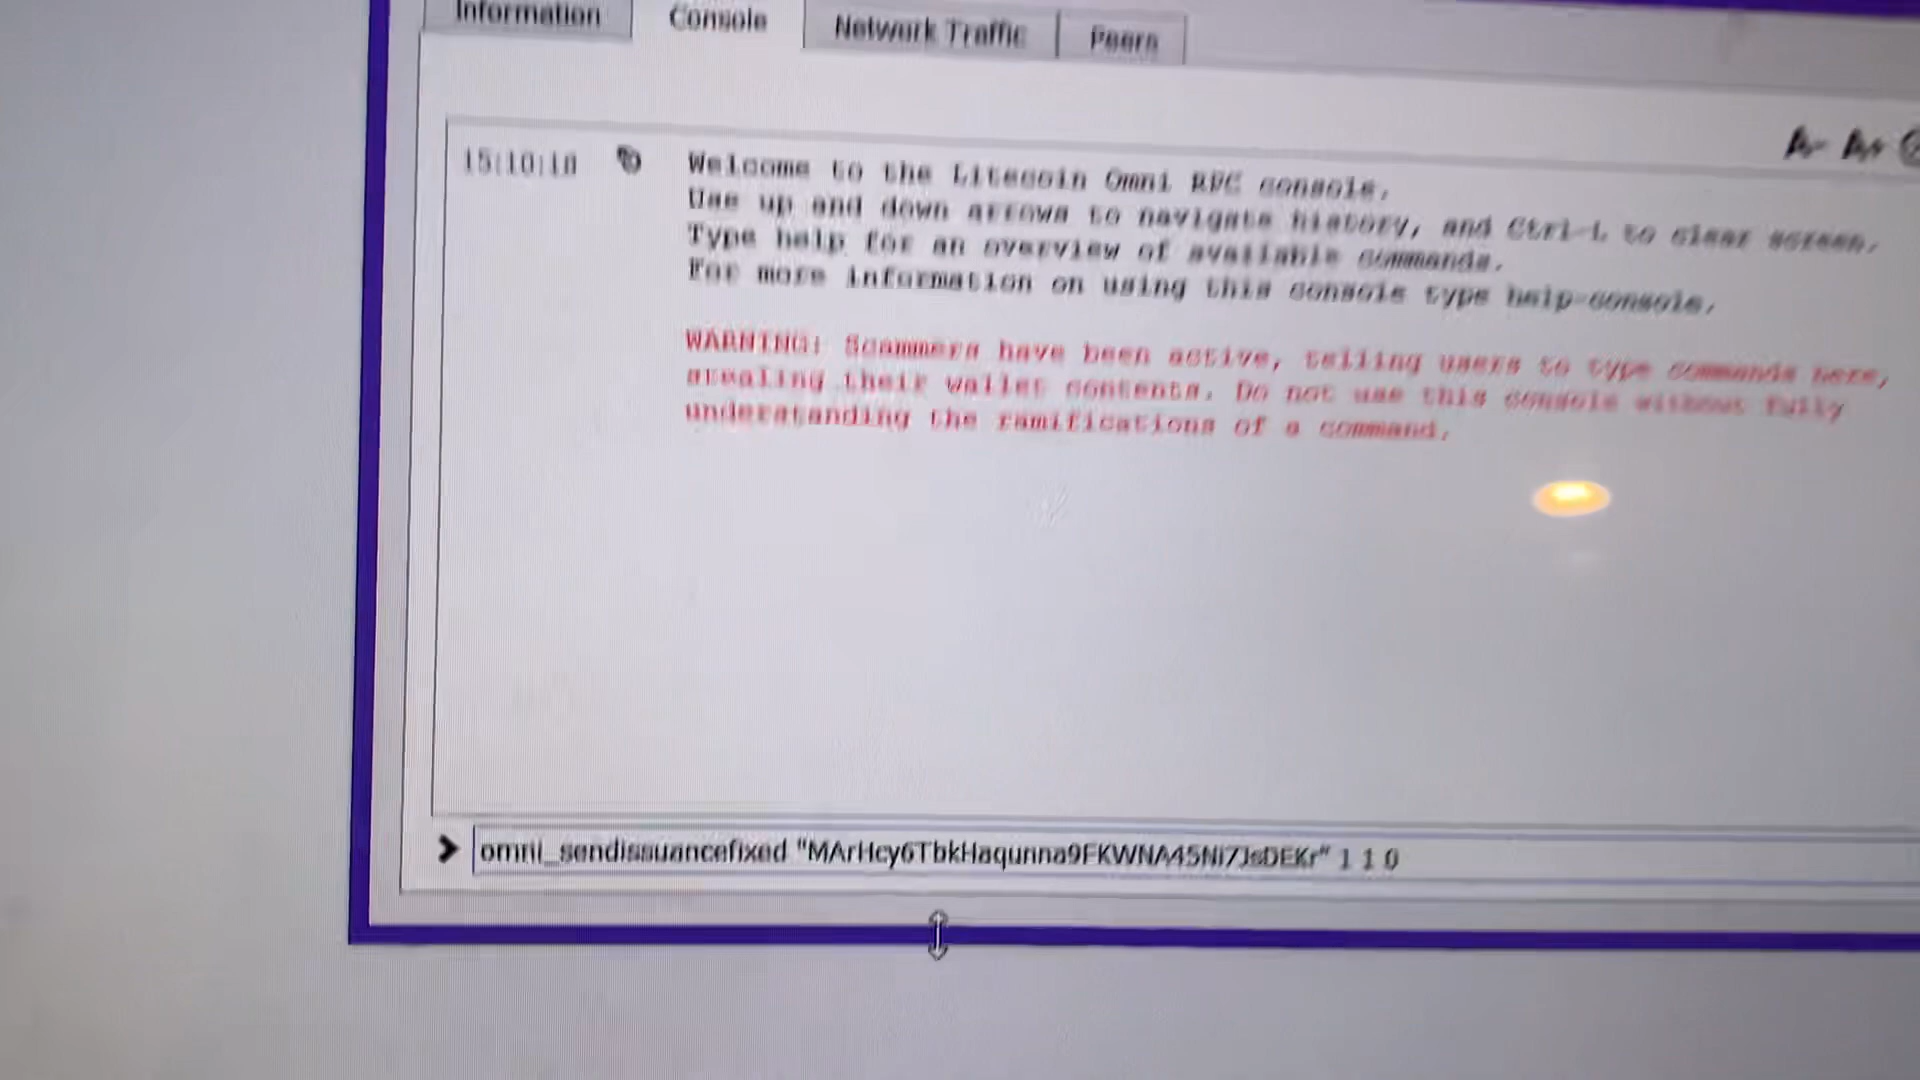 Information Console Network Traffic Peers
A- A+
15:10:18 Welcome to the Litecoin Omni RPC console.
Use up and down arrows to navigate history, and Ctrl-L to clear screen.
Type help for an overview of available commands.
For more information on using this console type help-console.
WARNING: Scammers have been active, telling users to type commands here,
stealing their wallet contents. Do not use this console without fully
understanding the ramifications of a command.
omni_sendissuancefixed "MArHcy6TbkHaqunna9FKWNA45Ni7JsDEKr" 1 1 0